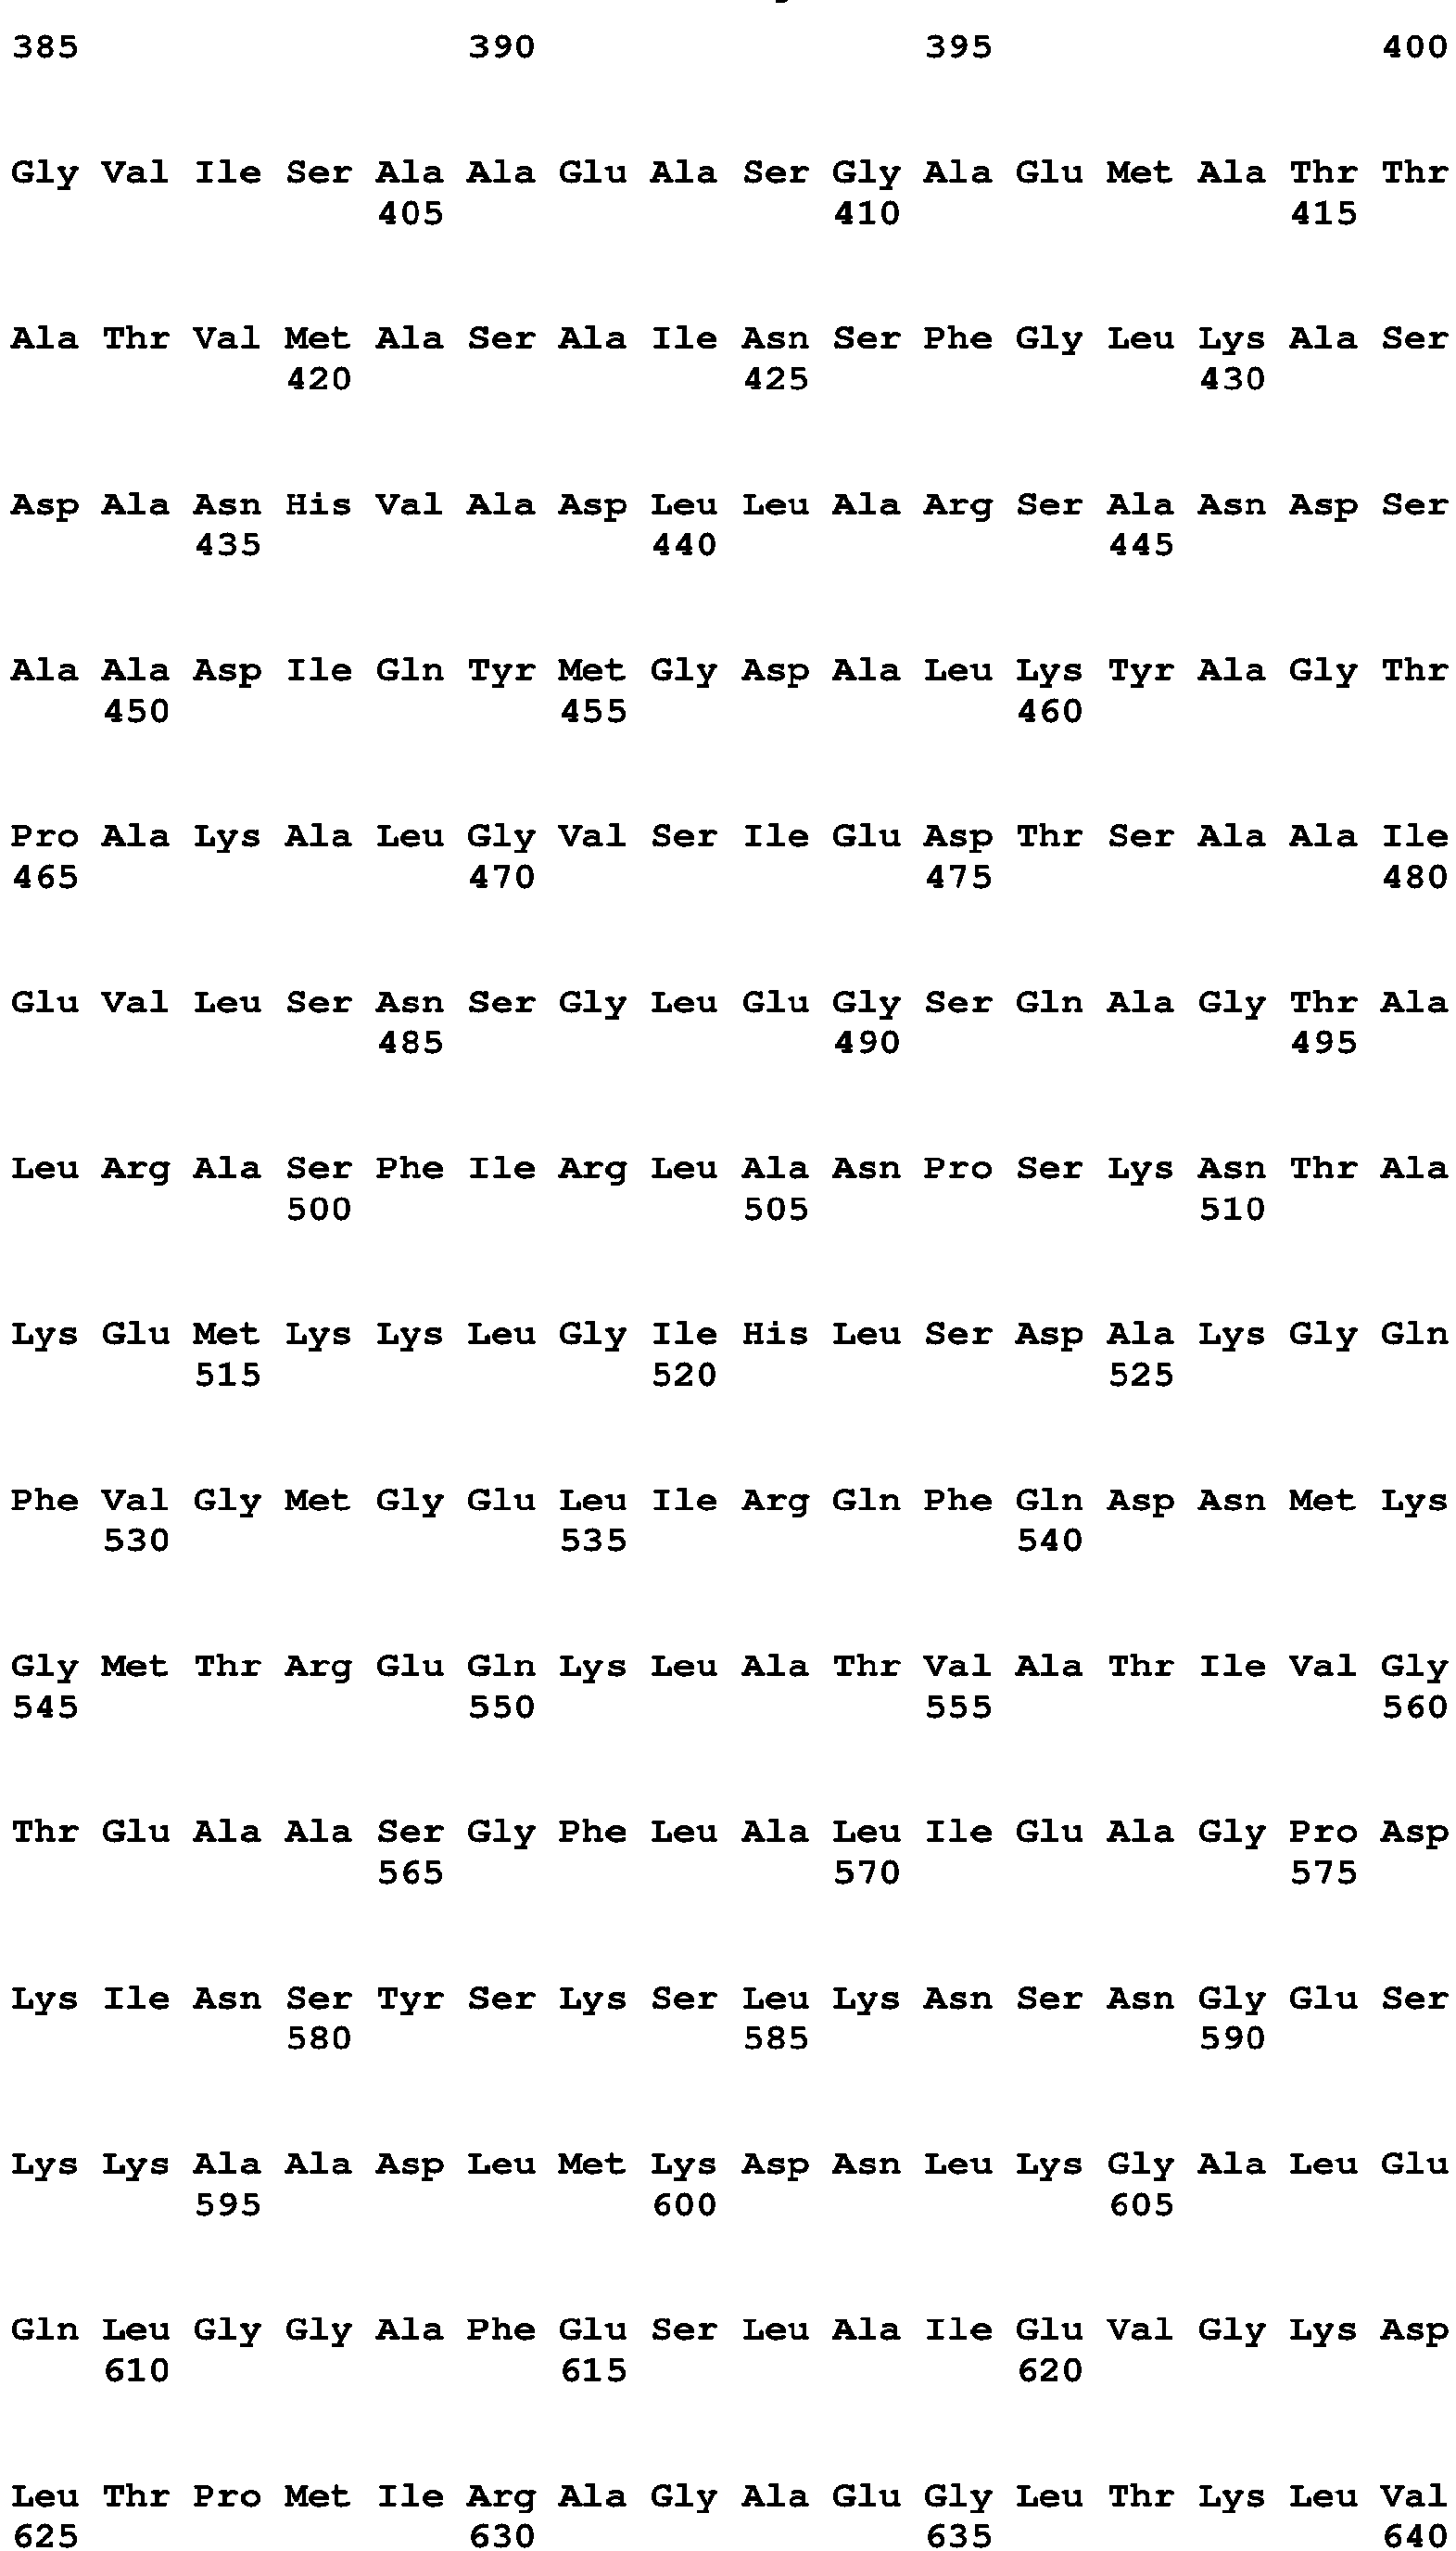 385 390 395 400
Gly Val Ile Ser Ala Ala Glu Ala Ser Gly Ala Glu Met Ala Thr Thr
405 410 415
Ala Thr Val Met Ala Ser Ala Ile Asn Ser Phe Gly Leu Lys Ala Ser
420 425 430
Asp Ala Asn His Val Ala Asp Leu Leu Ala Arg Ser Ala Asn Asp Ser
435 440 445
Ala Ala Asp Ile Gln Tyr Met Gly Asp Ala Leu Lys Tyr Ala Gly Thr
450 455 460
Pro Ala Lys Ala Leu Gly Val Ser Ile Glu Asp Thr Ser Ala Ala Ile
465 470 475 480
Glu Val Leu Ser Asn Ser Gly Leu Glu Gly Ser Gln Ala Gly Thr Ala
485 490 495
Leu Arg Ala Ser Phe Ile Arg Leu Ala Asn Pro Ser Lys Asn Thr Ala
500 505 510
Lys Glu Met Lys Lys Leu Gly Ile His Leu Ser Asp Ala Lys Gly Gln
515 520 525
Phe Val Gly Met Gly Glu Leu Ile Arg Gln Phe Gln Asp Asn Met Lys
530 535 540
Gly Met Thr Arg Glu Gln Lys Leu Ala Thr Val Ala Thr Ile Val Gly
545 550 555 560
Thr Glu Ala Ala Ser Gly Phe Leu Ala Leu Ile Glu Ala Gly Pro Asp
565 570 575
Lys Ile Asn Ser Tyr Ser Lys Ser Leu Lys Asn Ser Asn Gly Glu Ser
580 585 590
Lys Lys Ala Ala Asp Leu Met Lys Asp Asn Leu Lys Gly Ala Leu Glu
595 600 605
Gln Leu Gly Gly Ala Phe Glu Ser Leu Ala Ile Glu Val Gly Lys Asp
610 615 620
Leu Thr Pro Met Ile Arg Ala Gly Ala Glu Gly Leu Thr Lys Leu Val
625 630 635 640